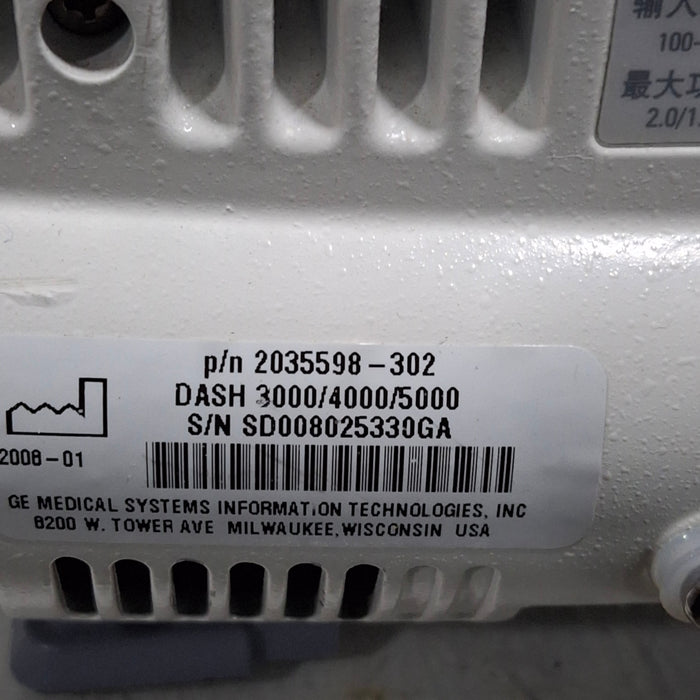 输入
100-
最大功
2.0/1.
p/n 2035598-302
DASH 3000/4000/5000
S/N SD008025330GA
2008-01
GE MEDICAL SYSTEMS INFORMATION TECHNOLOGIES, INC
8200 W. TOWER AVE MILWAUKEE, WISCONSIN USA